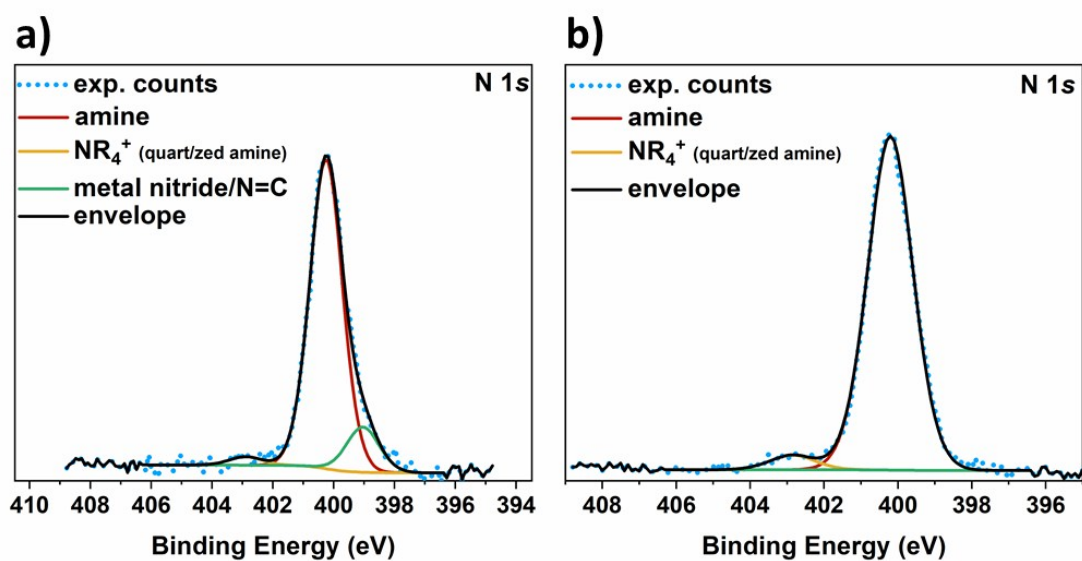 a)
exp. counts
N 1s
amine
NR₄⁺ (quart/zed amine)
metal nitride/N=C
envelope
410 408 406 404 402 400 398 396 394
Binding Energy (eV)
b)
exp. counts
N 1s
amine
NR₄⁺ (quart/zed amine)
envelope
408 406 404 402 400 398 396
Binding Energy (eV)